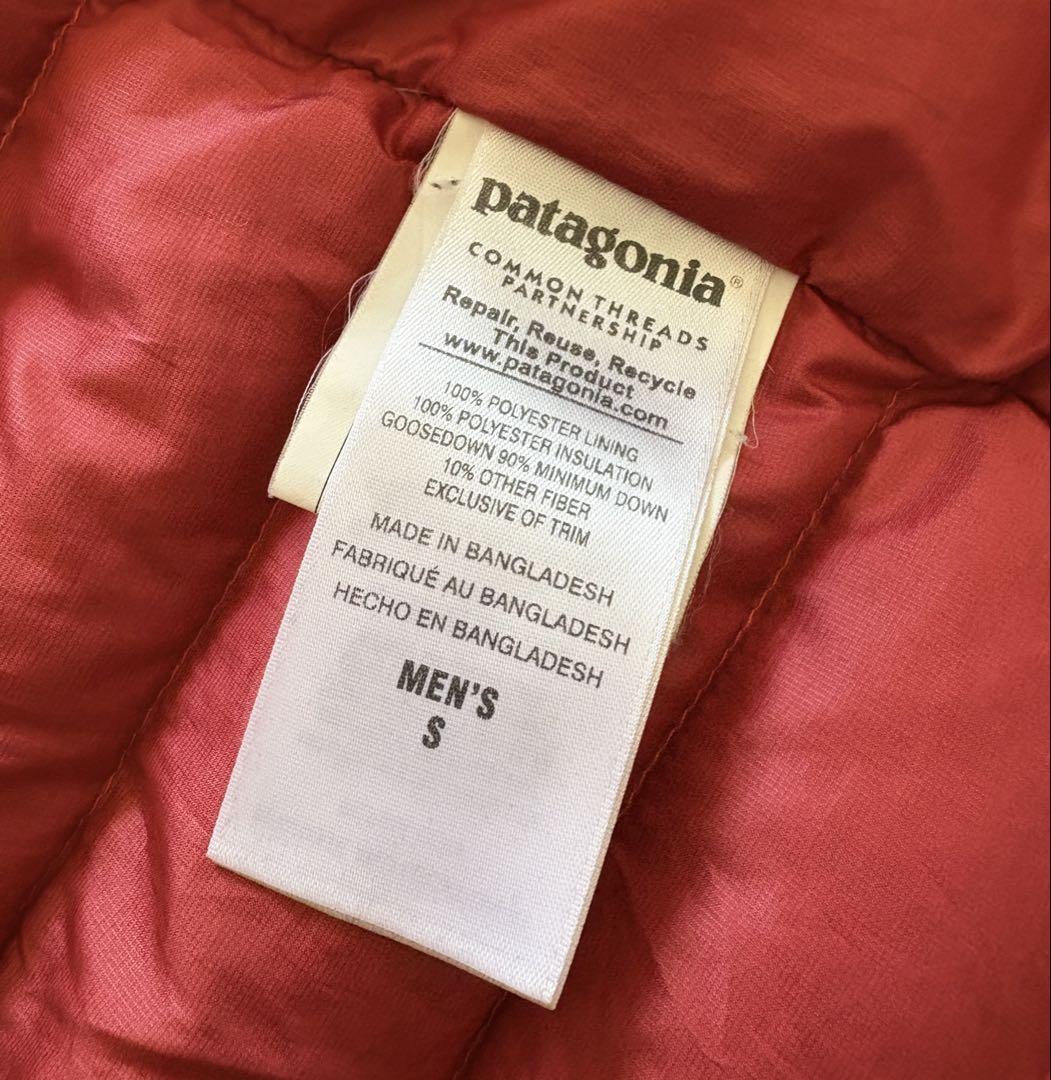 patagonia®
COMMON THREADS
PARTNERSHIP
Repair, Reuse, Recycle
This Product
www.patagonia.com
100% POLYESTER LINING
100% POLYESTER INSULATION
GOOSEDOWN 90% MINIMUM DOWN
10% OTHER FIBER
EXCLUSIVE OF TRIM
MADE IN BANGLADESH
FABRIQUÉ AU BANGLADESH
HECHO EN BANGLADESH
MEN'S
S